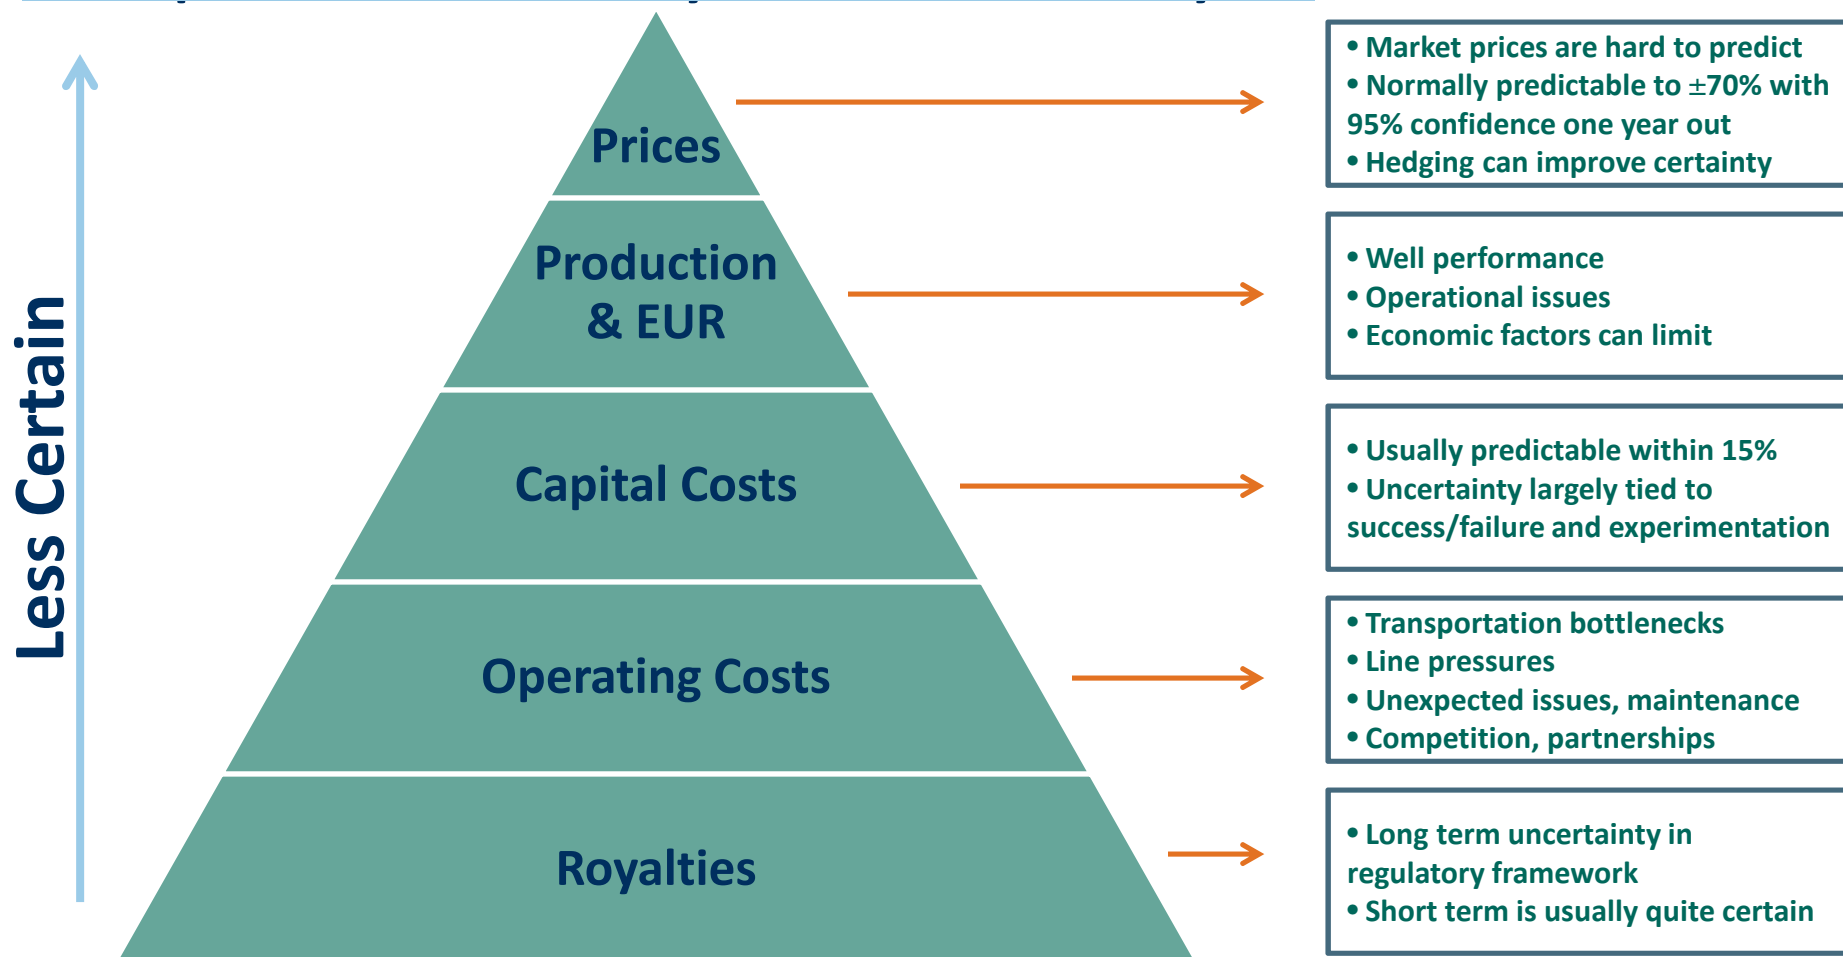 Less Certain
Prices
Production
& EUR
Capital Costs
Operating Costs
Royalties
• Market prices are hard to predict
• Normally predictable to ±70% with
95% confidence one year out
• Hedging can improve certainty
• Well performance
• Operational issues
• Economic factors can limit
• Usually predictable within 15%
• Uncertainty largely tied to
success/failure and experimentation
• Transportation bottlenecks
• Line pressures
• Unexpected issues, maintenance
• Competition, partnerships
• Long term uncertainty in
regulatory framework
• Short term is usually quite certain